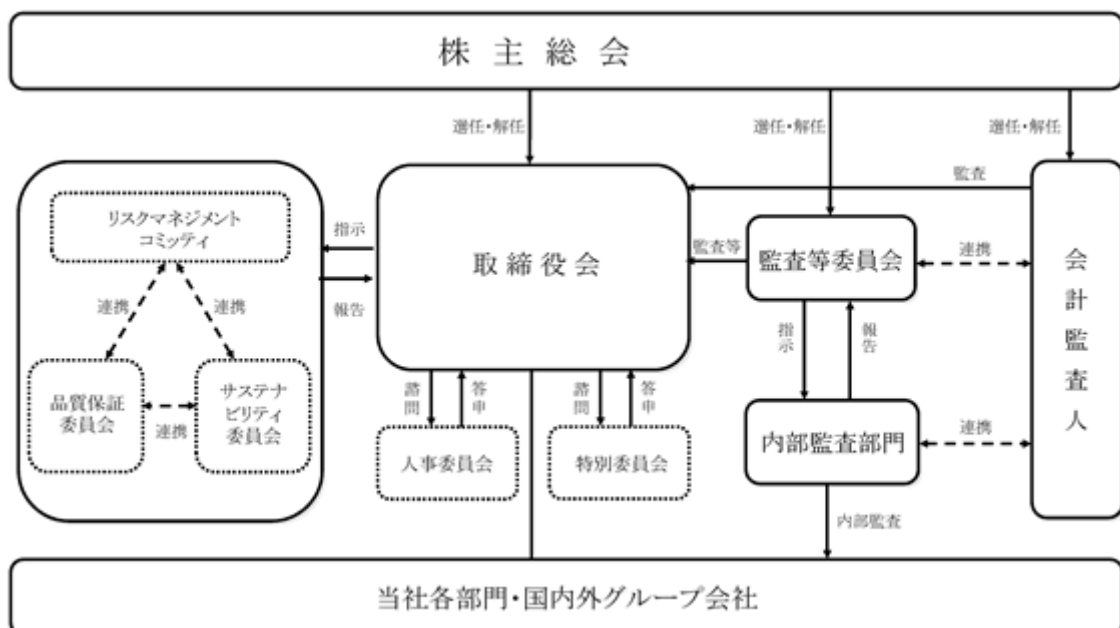 株主総会
選任・解任
選任・解任
選任・解任
リスクマネジメント
コミッティ
連携
連携
品質保証
委員会
連携
サステナ
ビリティ
委員会
指示
報告
取締役会
監査
監査等
監査等委員会
連携
会計監査人
諮問
答申
諮問
答申
人事委員会
特別委員会
指示
報告
内部監査部門
連携
内部監査
当社各部門・国内外グループ会社